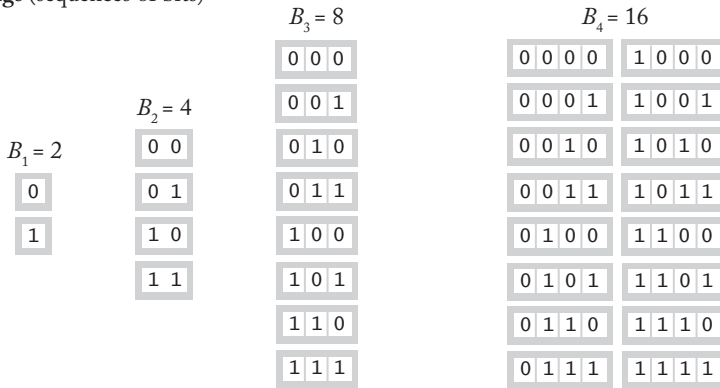 (sequences of bits)
B₁ = 2
0
1
B₂ = 4
0 0
0 1
1 0
1 1
B₃ = 8
0 0 0
0 0 1
0 1 0
0 1 1
1 0 0
1 0 1
1 1 0
1 1 1
B₄ = 16
0 0 0 0 1 0 0 0
0 0 0 1 1 0 0 1
0 0 1 0 1 0 1 0
0 0 1 1 1 0 1 1
0 1 0 0 1 1 0 0
0 1 0 1 1 1 0 1
0 1 1 0 1 1 1 0
0 1 1 1 1 1 1 1